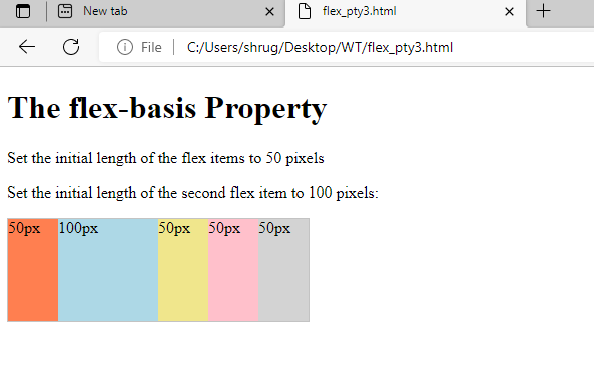 New tab
flex_pty3.html
File
C:/Users/shrug/Desktop/WT/flex_pty3.html
The flex-basis Property
Set the initial length of the flex items to 50 pixels
Set the initial length of the second flex item to 100 pixels:
50px 100px 50px 50px 50px